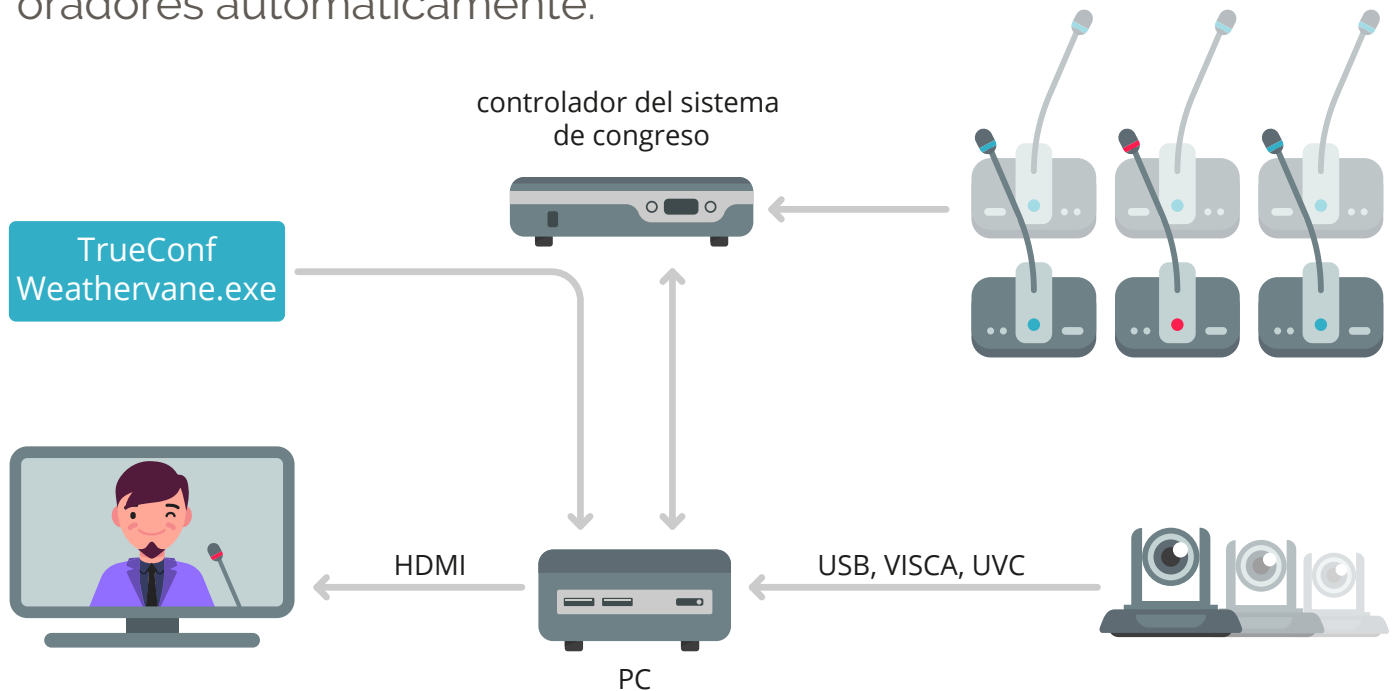 oradores automáticamente.
controlador del sistema
de congreso
TrueConf
Weathervane.exe
HDMI
USB, VISCA, UVC
PC